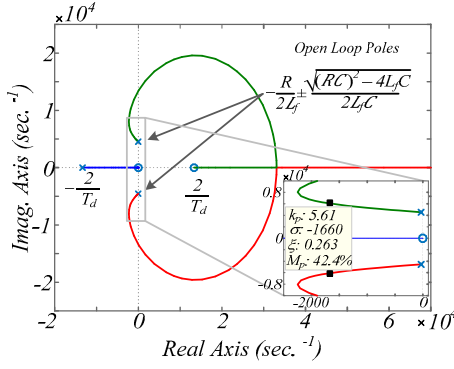 ×10⁴
2
1
0
-1
-2
Imag. Axis (sec. ⁻¹)
Open Loop Poles
-R/2L_f ± √((RC)² - 4L_fC)/2L_fC
-2/T_d
2/T_d
×10⁴
0.8
0
-0.8
k_p: 5.61
σ: -1660
ξ: 0.263
M_p: 42.4%
-2000
0
-2
0
2
4
6
×10⁴
Real Axis (sec. ⁻¹)